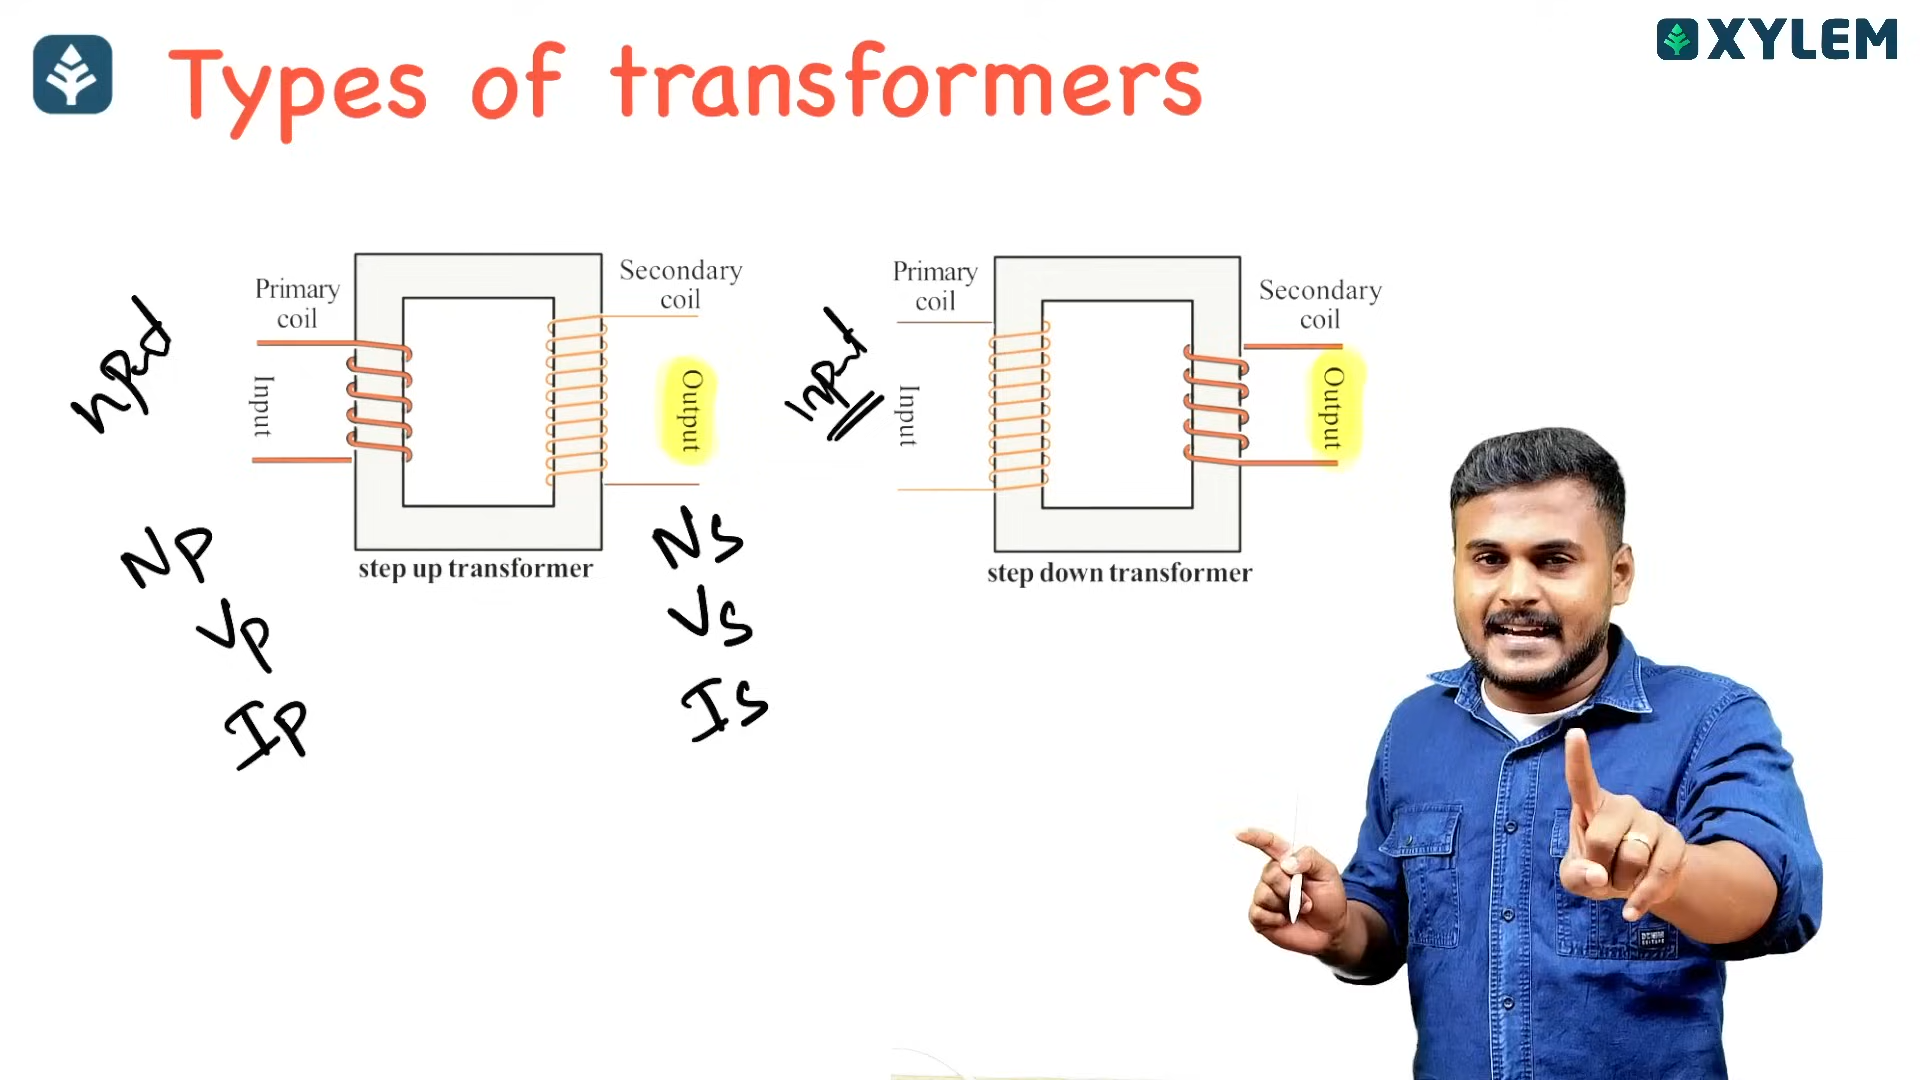 Types of transformers
XYLEM
Primary
coil
Secondary
coil
Input
Input
Output
step up transformer
Np
Vp
Ip
Ns
Vs
Is
Primary
coil
Secondary
coil
Input
Input
Output
step down transformer